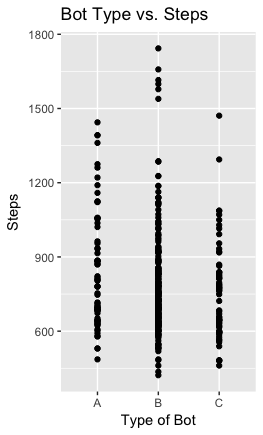 Bot Type vs. Steps
1800
1500
1200
900
600
Steps
A B C
Type of Bot